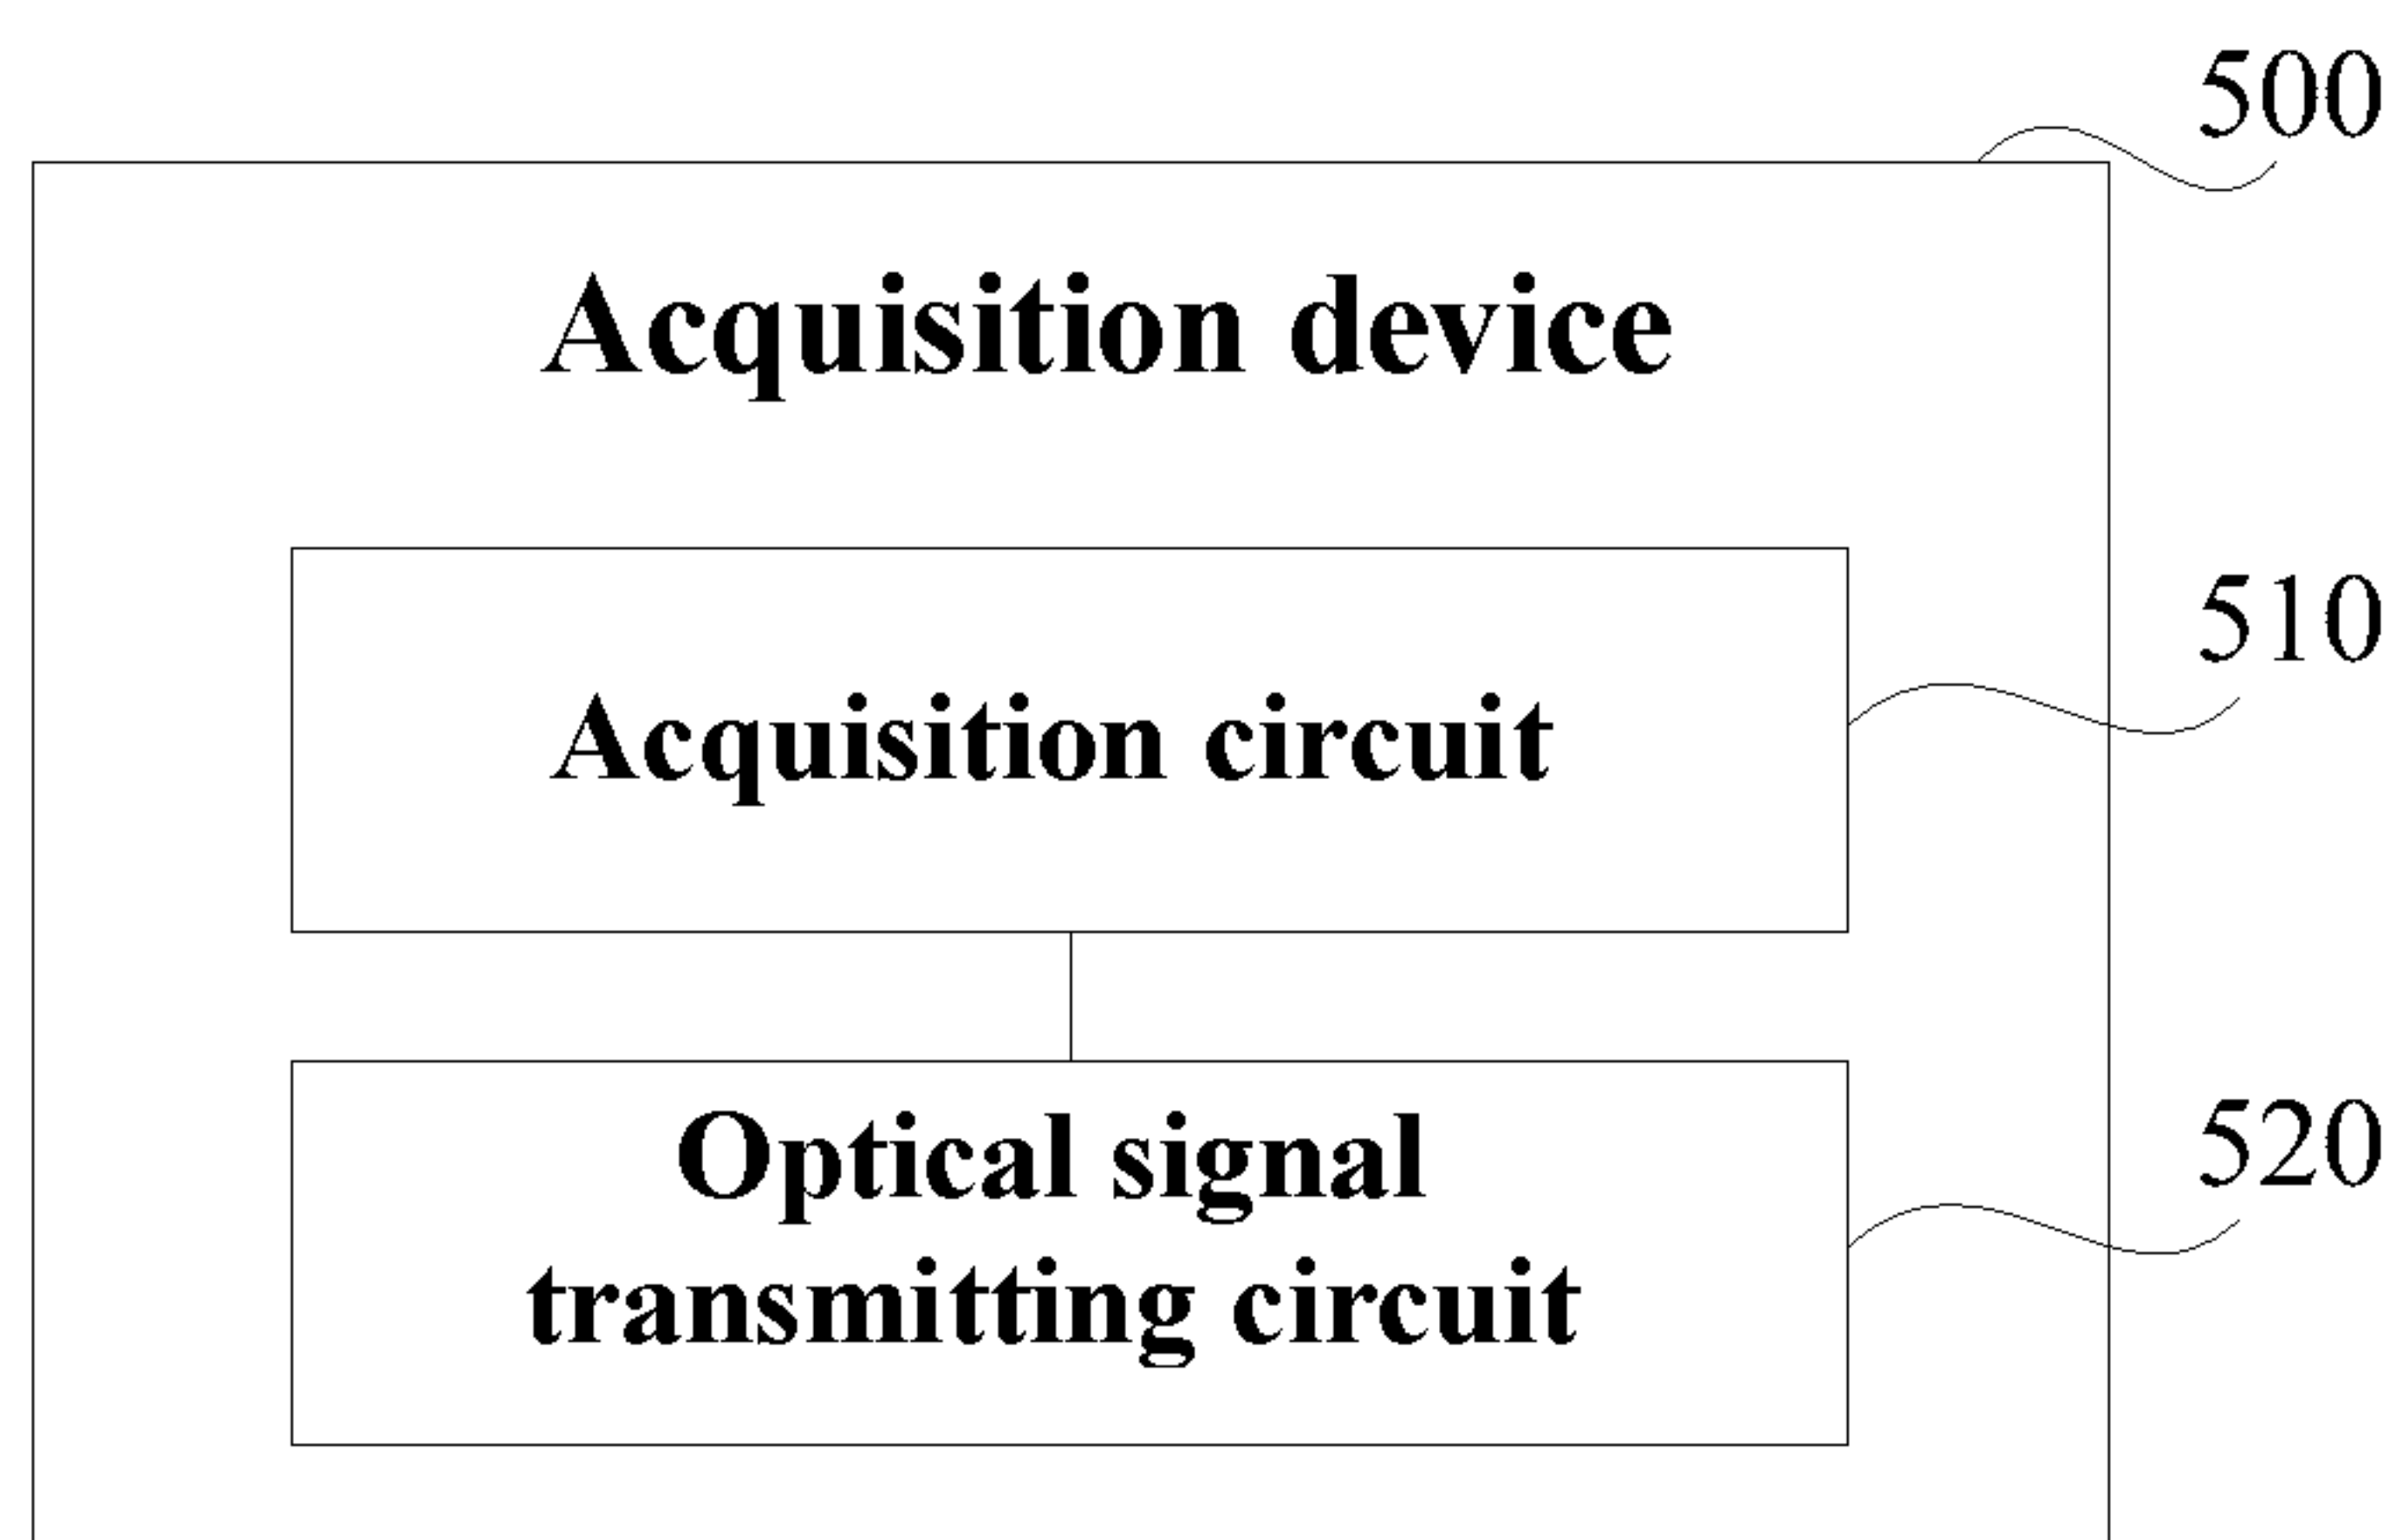 500
Acquisition device
510
Acquisition circuit
520
Optical signal
transmitting circuit